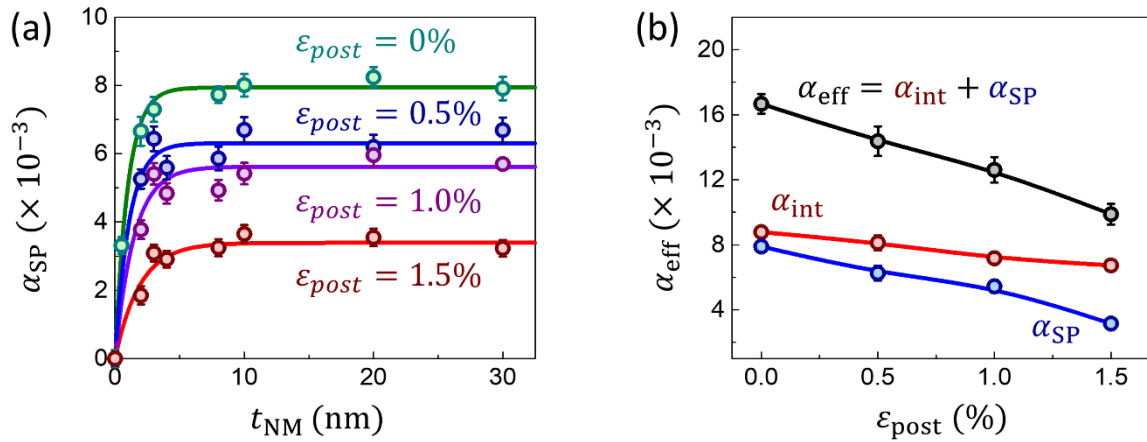 (a)
10
8
6
4
2
0
α_SP (× 10⁻³)
ε_post = 0%
ε_post = 0.5%
ε_post = 1.0%
ε_post = 1.5%
0 10 20 30
t_NM (nm)
(b)
20
16
12
8
4
α_eff (× 10⁻³)
α_eff = α_int + α_SP
α_int
α_SP
0.0 0.5 1.0 1.5
ε_post (%)